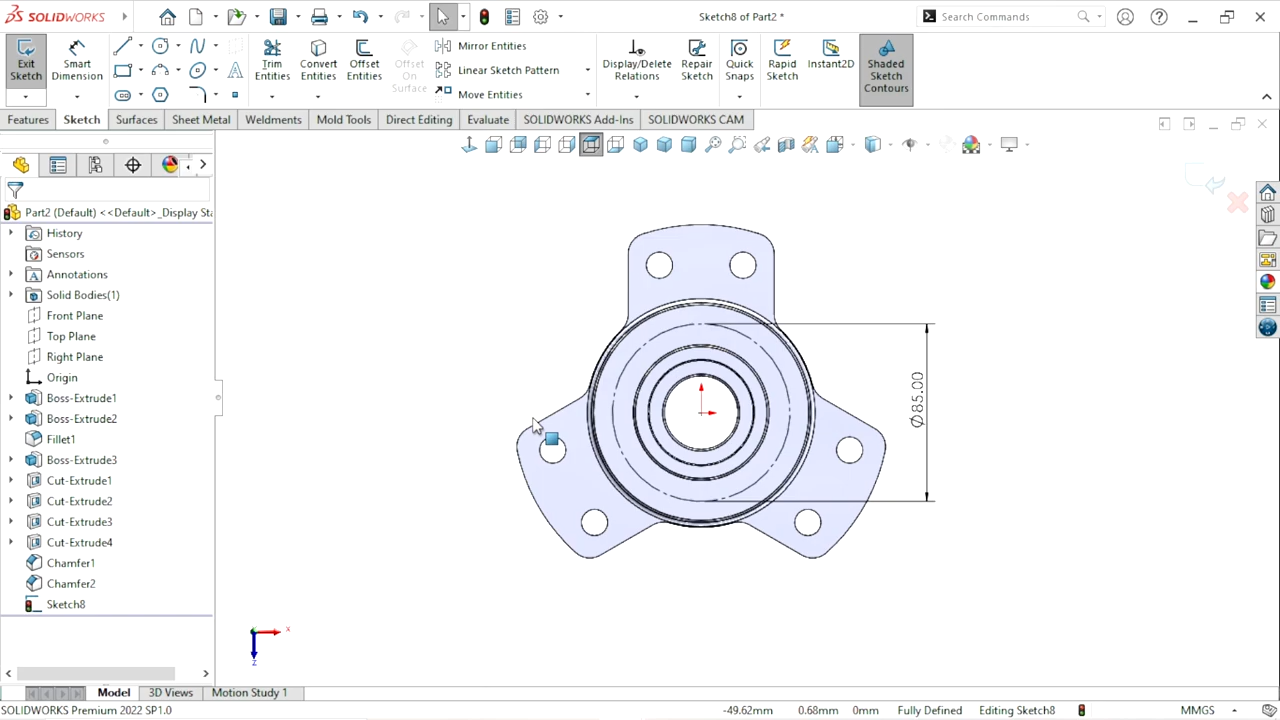 SOLIDWORKS
Sketch8 of Part2 *
Search Commands
Exit Sketch
Smart Dimension
Trim Entities
Convert Entities
Offset Entities
Offset On Surface
Mirror Entities
Linear Sketch Pattern
Move Entities
Display/Delete Relations
Repair Sketch
Quick Snaps
Rapid Sketch
Instant2D
Shaded Sketch Contours
Features
Sketch
Surfaces
Sheet Metal
Weldments
Mold Tools
Direct Editing
Evaluate
SOLIDWORKS Add-Ins
SOLIDWORKS CAM
Part2 (Default) <<Default>_Display Sta
History
Sensors
Annotations
Solid Bodies(1)
Front Plane
Top Plane
Right Plane
Origin
Boss-Extrude1
Boss-Extrude2
Fillet1
Boss-Extrude3
Cut-Extrude1
Cut-Extrude2
Cut-Extrude3
Cut-Extrude4
Chamfer1
Chamfer2
Sketch8
Ø85.00
x
z
Model
3D Views
Motion Study 1
SOLIDWORKS Premium 2022 SP1.0
-49.62mm
0.68mm
0mm
Fully Defined
Editing Sketch8
MMGS